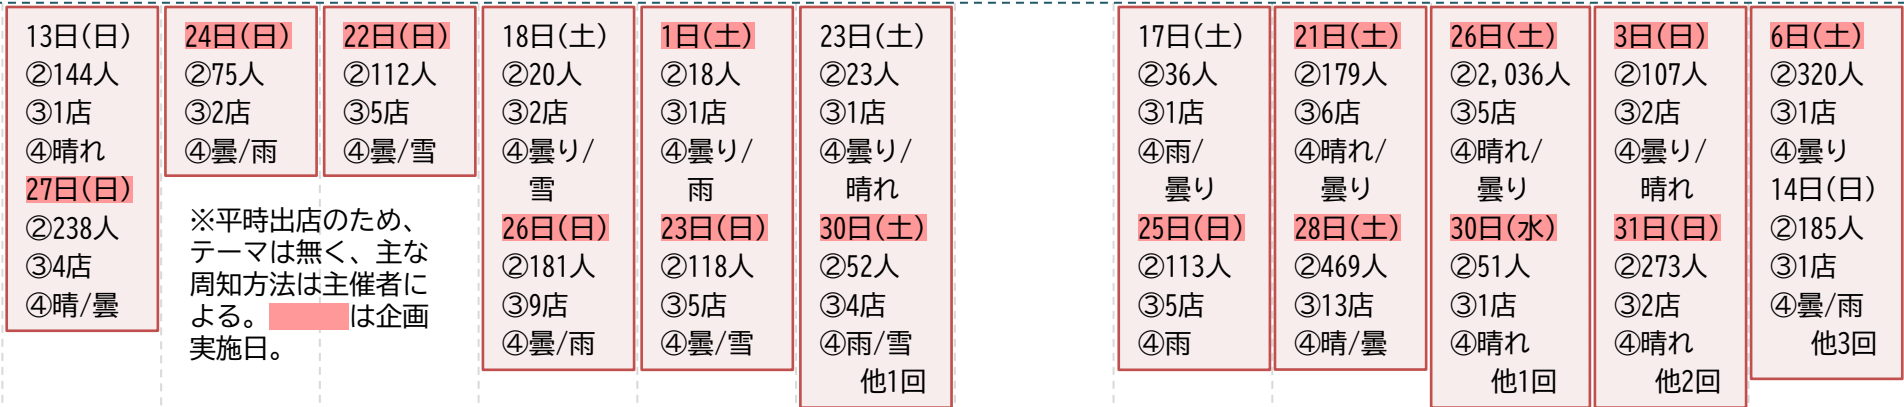 13日(日)
②144人
③1店
④晴れ
27日(日)
②238人
③4店
④晴/曇
24日(日)
②75人
③2店
④曇/雨
22日(日)
②112人
③5店
④曇/雪
※平時出店のため、
テーマは無く、主な
周知方法は主催者に
よる。 は企画
実施日。
18日(土)
②20人
③2店
④曇り/
雪
26日(日)
②181人
③9店
④曇/雨
1日(土)
②18人
③1店
④曇り/
雨
23日(日)
②118人
③5店
④曇/雪
23日(土)
②23人
③1店
④曇り/
晴れ
30日(土)
②52人
③4店
④雨/雪
他1回
17日(土)
②36人
③1店
④雨/
曇り
25日(日)
②113人
③5店
④雨
21日(土)
②179人
③6店
④晴れ/
曇り
28日(土)
②469人
③13店
④晴/曇
26日(土)
②2,036人
③5店
④晴れ/
曇り
30日(水)
②51人
③1店
④晴れ
他1回
3日(日)
②107人
③2店
④曇り/
晴れ
31日(日)
②273人
③2店
④晴れ
他2回
6日(土)
②320人
③1店
④曇り
14日(日)
②185人
③1店
④曇/雨
他3回